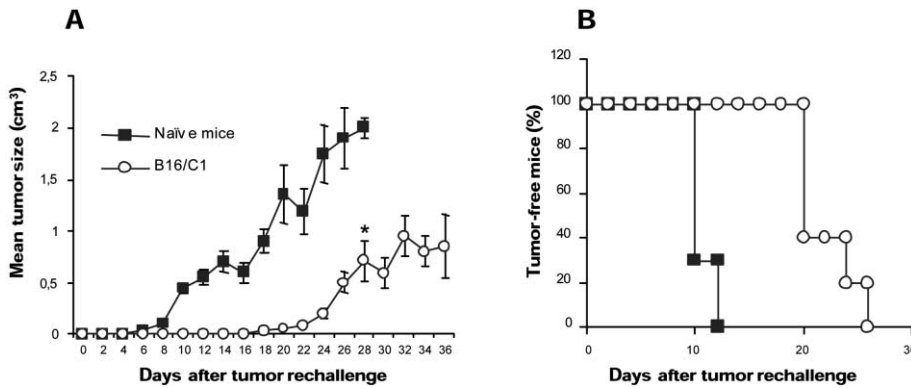 A
B
Mean tumor size (cm³)
2,5
2
1,5
1
0,5
0
Naïve mice
B16/C1
*
0 2 4 6 8 10 12 14 16 18 20 22 24 26 28 30 32 34 36
Days after tumor rechallenge
Tumor-free mice (%)
120
100
80
60
40
20
0
0 10 20 30
Days after tumor rechallenge